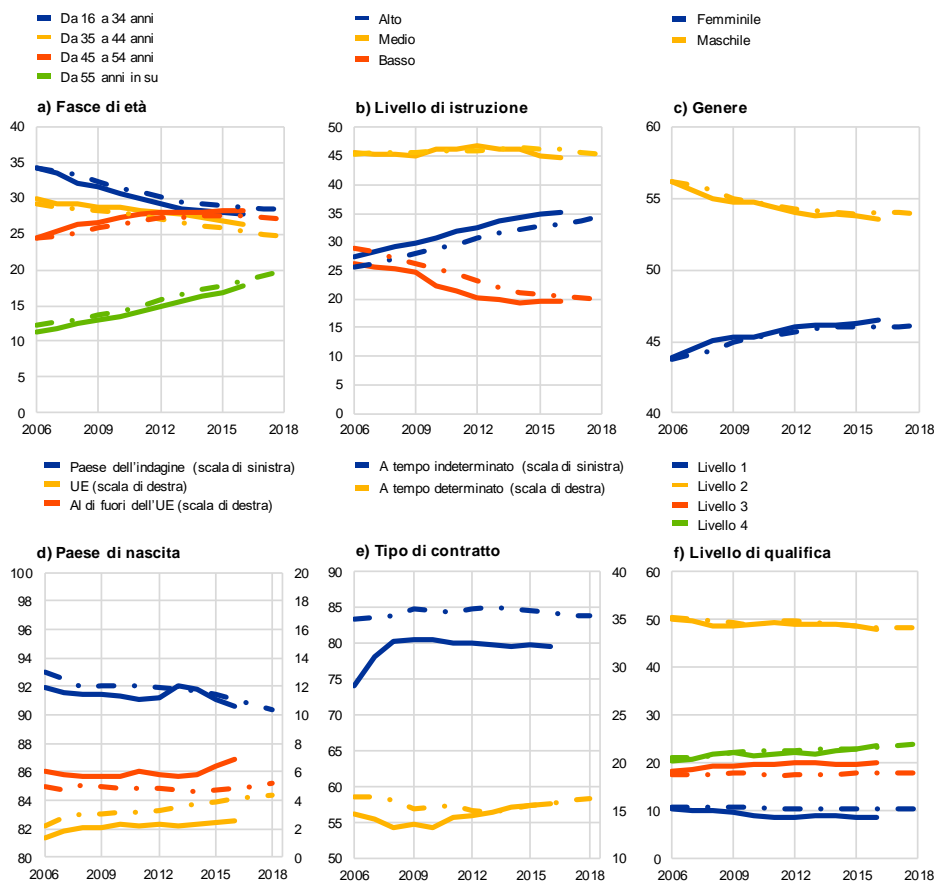 Da 16 a 34 anni
Da 35 a 44 anni
Da 45 a 54 anni
Da 55 anni in su
a) Fasce di età
40
35
30
25
20
15
10
5
0
2006 2009 2012 2015 2018
Alto
Medio
Basso
b) Livello di istruzione
50
45
40
35
30
25
20
15
10
5
0
2006 2009 2012 2015 2018
Femminile
Maschile
c) Genere
60
55
50
45
40
2006 2009 2012 2015 2018
Paese dell'indagine (scala di sinistra)
UE (scala di destra)
Al di fuori dell'UE (scala di destra)
d) Paese di nascita
100 20
98 18
96 16
94 14
92 12
90 10
88 8
86 6
84 4
82 2
80 0
2006 2009 2012 2015 2018
A tempo indeterminato (scala di sinistra)
A tempo determinato (scala di destra)
e) Tipo di contratto
90 40
85 35
80
75 30
70 25
65
60 20
55 15
50 10
2006 2009 2012 2015 2018
Livello 1
Livello 2
Livello 3
Livello 4
f) Livello di qualifica
60
50
40
30
20
10
0
2006 2009 2012 2015 2018